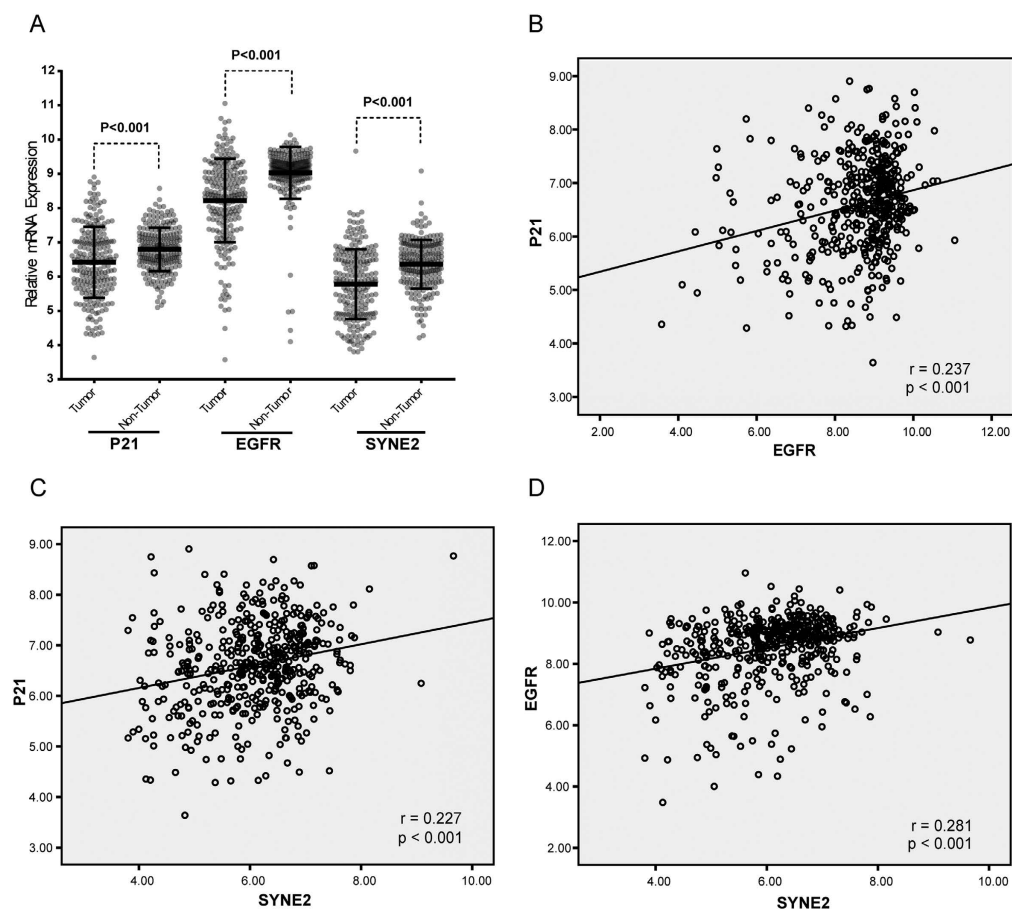 A
P<0.001
P<0.001
P<0.001
Relative mRNA Expression
12
11
10
9
8
7
6
5
4
3
Tumor
Non-Tumor
Tumor
Non-Tumor
Tumor
Non-Tumor
P21
EGFR
SYNE2
B
P21
9.00
8.00
7.00
6.00
5.00
4.00
3.00
r = 0.237
p < 0.001
2.00 4.00 6.00 8.00 10.00 12.00
EGFR
C
P21
9.00
8.00
7.00
6.00
5.00
4.00
3.00
r = 0.227
p < 0.001
4.00 6.00 8.00 10.00
SYNE2
D
EGFR
12.00
10.00
8.00
6.00
4.00
2.00
r = 0.281
p < 0.001
4.00 6.00 8.00 10.00
SYNE2